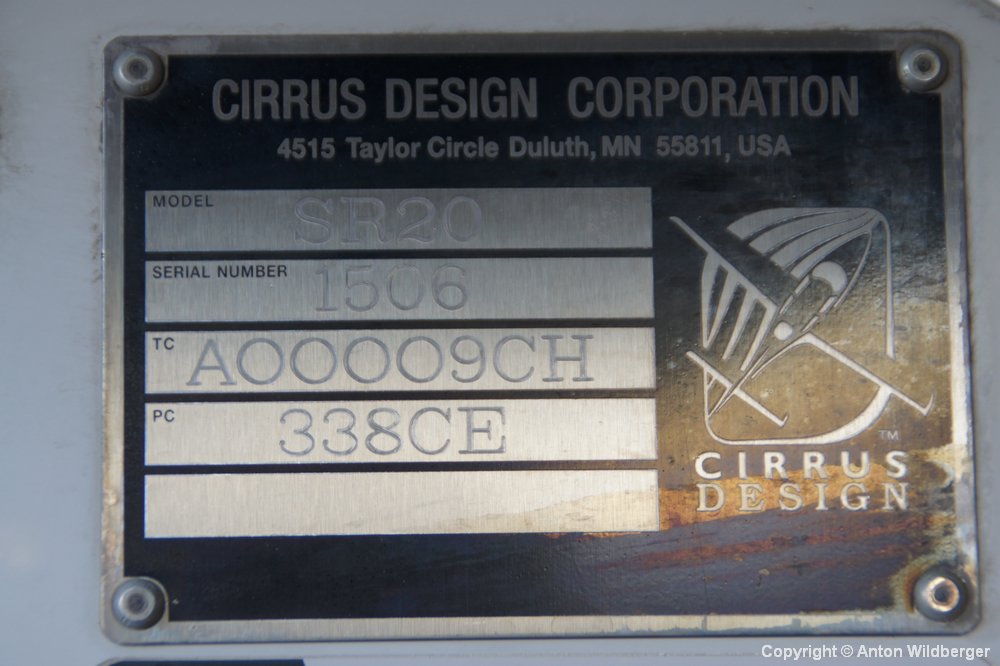 CIRRUS DESIGN CORPORATION
4515 Taylor Circle Duluth, MN 55811, USA
MODEL SR20
SERIAL NUMBER 1506
TC A00009CH
PC 338CE
CIRRUS
DESIGN
TM
Copyright © Anton Wildberger